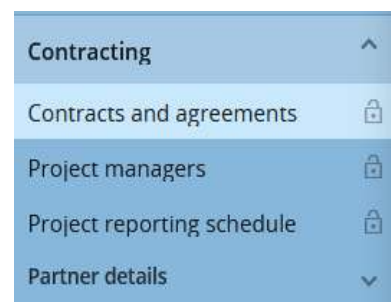 Contracting
Contracts and agreements
Project managers
Project reporting schedule
Partner details